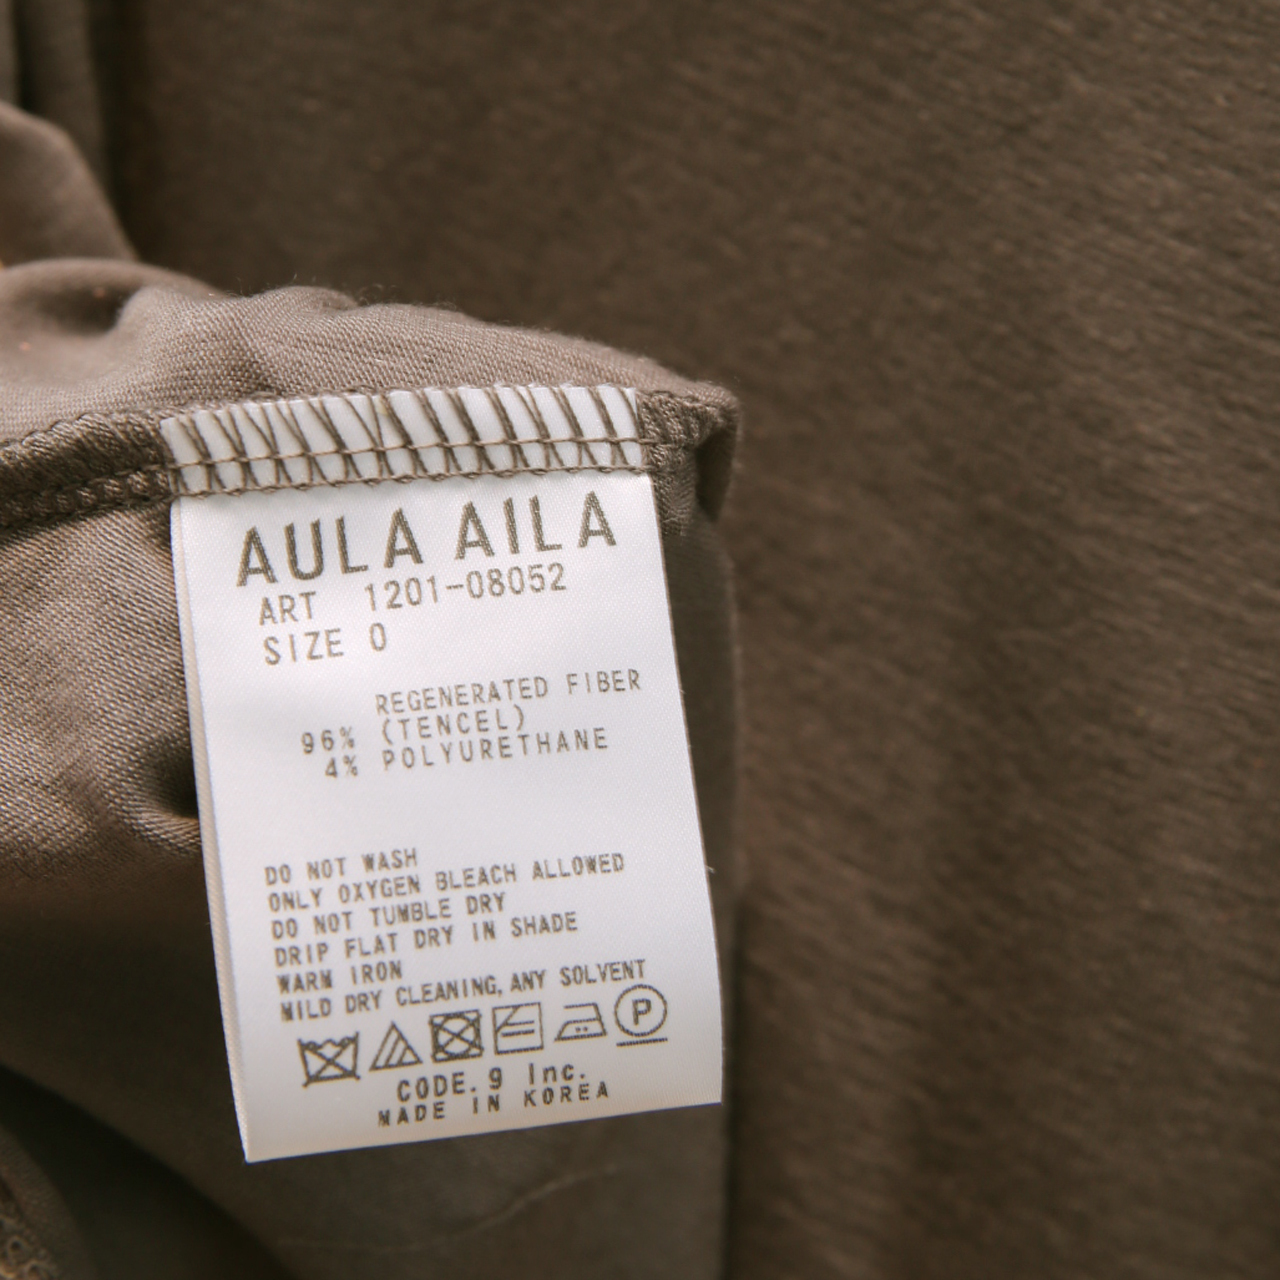 AULA AILA
ART 1201-08052
SIZE 0
REGENERATED FIBER
96% (TENCEL)
4% POLYURETHANE
DO NOT WASH
ONLY OXYGEN BLEACH ALLOWED
DO NOT TUMBLE DRY
DRIP FLAT DRY IN SHADE
WARM IRON
MILD DRY CLEANING, ANY SOLVENT
P
CODE.9 Inc.
MADE IN KOREA